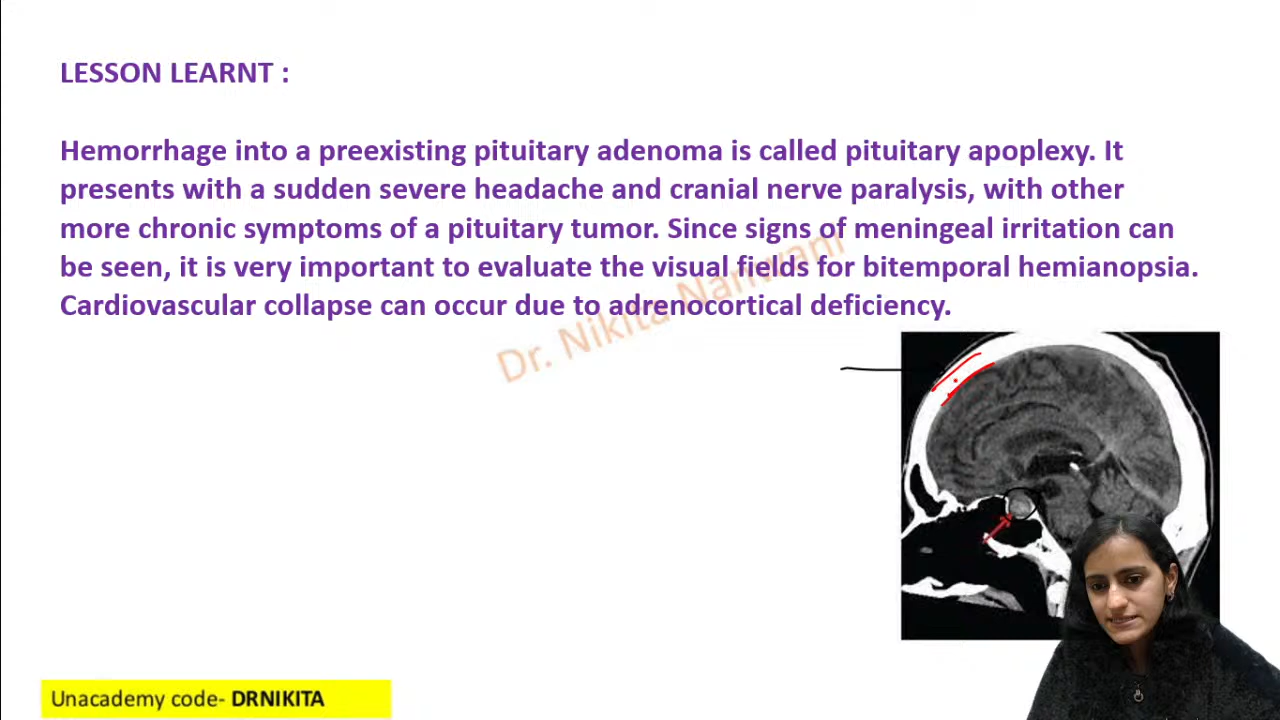 LESSON LEARNT :
Hemorrhage into a preexisting pituitary adenoma is called pituitary apoplexy. It
presents with a sudden severe headache and cranial nerve paralysis, with other
more chronic symptoms of a pituitary tumor. Since signs of meningeal irritation can
be seen, it is very important to evaluate the visual fields for bitemporal hemianopsia.
Cardiovascular collapse can occur due to adrenocortical deficiency.
Dr. Nikita Nanwani
Unacademy code- DRNIKITA